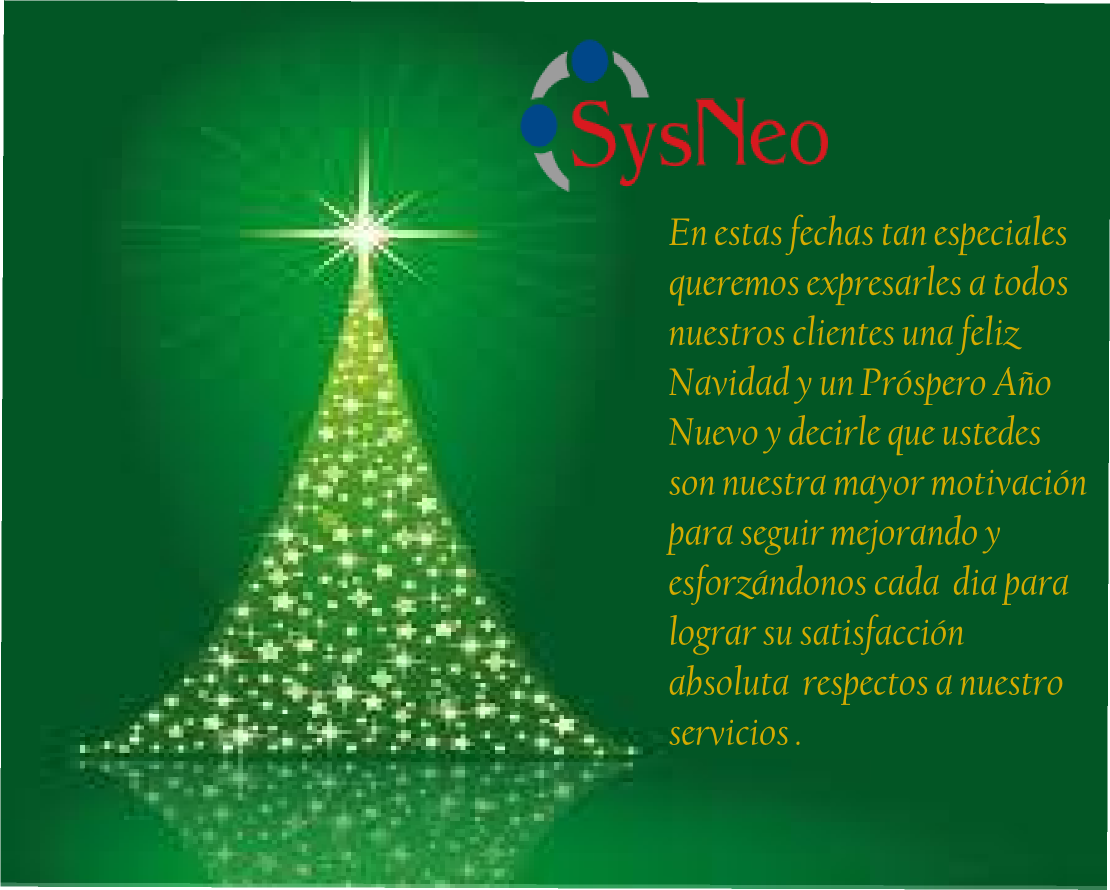 SysNeo
En estas fechas tan especiales
queremos expresarles a todos
nuestros clientes una feliz
Navidad y un Próspero Año
Nuevo y decirle que ustedes
son nuestra mayor motivación
para seguir mejorando y
esforzándonos cada  dia para
lograr su satisfacción
absoluta  respectos a nuestro
servicios .